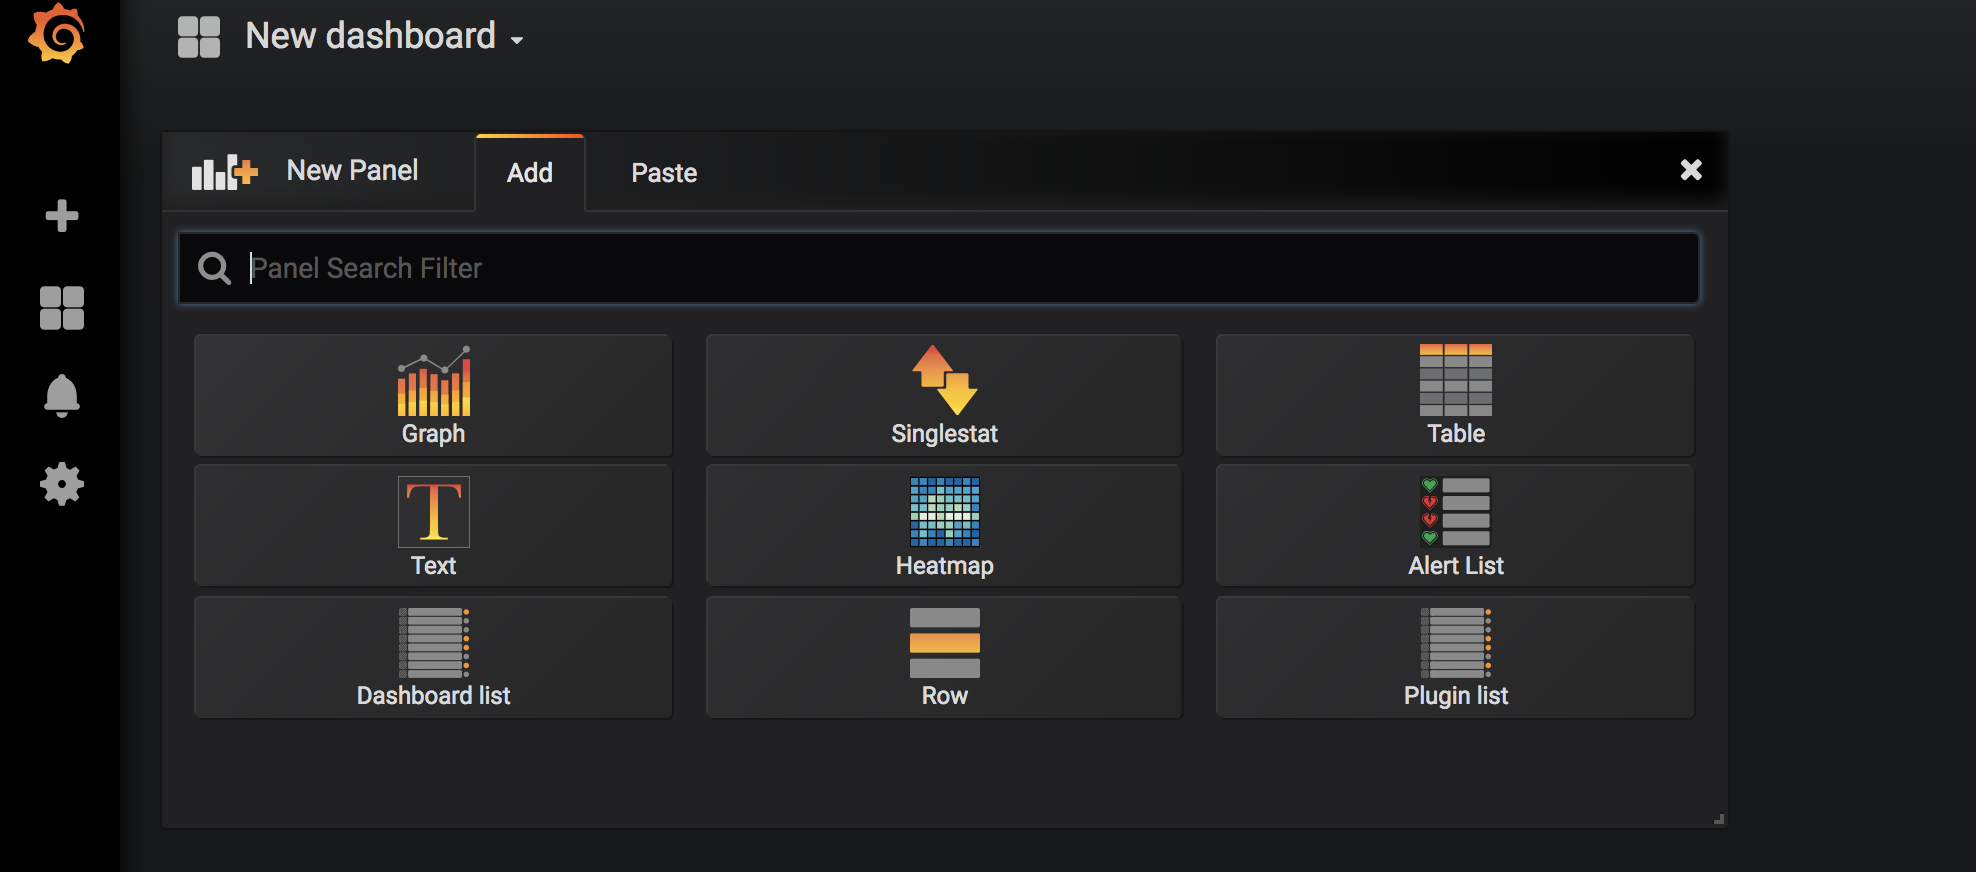 New dashboard
New Panel
Add
Paste
Panel Search Filter
Graph
Singlestat
Table
Text
Heatmap
Alert List
Dashboard list
Row
Plugin list